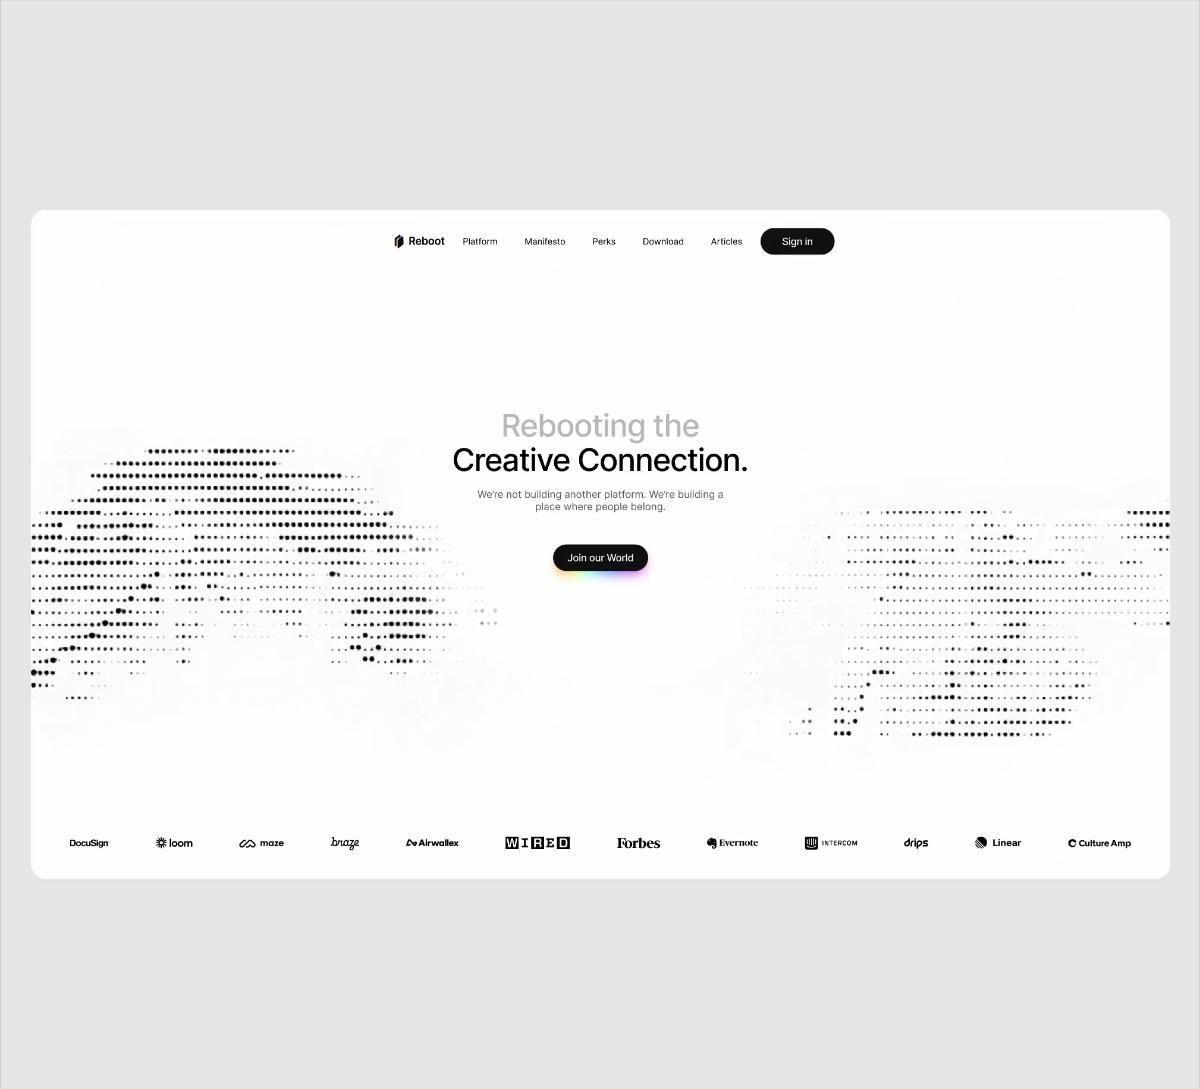 Reboot Platform Manifesto Perks Download Articles Sign in
Rebooting the
Creative Connection.
We're not building another platform. We're building a
place where people belong.
Join our World
DocuSign loom maze braze Airwallex WIRED Forbes Evernote INTERCOM drips Linear Culture Amp